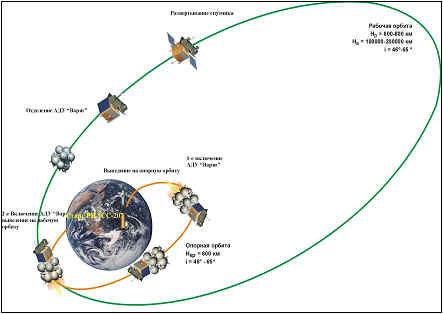 Развертывание спутника
Рабочая орбита
Hп = 600-800 км
Hа = 100000-200000 км
i = 46°-65 °
Отделение АДУ "Варяг"
1-е включение
АДУ "Варяг"
Выведение на опорную орбиту
2-е Включение АДУ "Варяг"
выведения на рабочую
орбиту
Опорная орбита
= 600 км
i = 46° - 65°